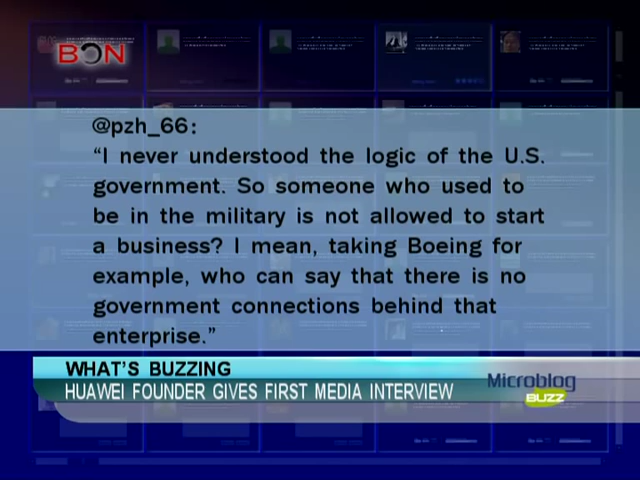 BON
@pzh_66:
“I never understood the logic of the U.S.
government. So someone who used to
be in the military is not allowed to start
a business? I mean, taking Boeing for
example, who can say that there is no
government connections behind that
enterprise.”
WHAT'S BUZZING
HUAWEI FOUNDER GIVES FIRST MEDIA INTERVIEW
Microblog
BUZZ